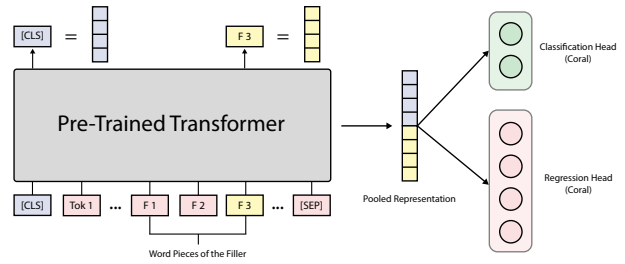 [CLS] = F 3 =
Classification Head
(Coral)
Pre-Trained Transformer
Regression Head
(Coral)
Pooled Representation
[CLS] Tok 1 ... F 1 F 2 F 3 ... [SEP]
Word Pieces of the Filler